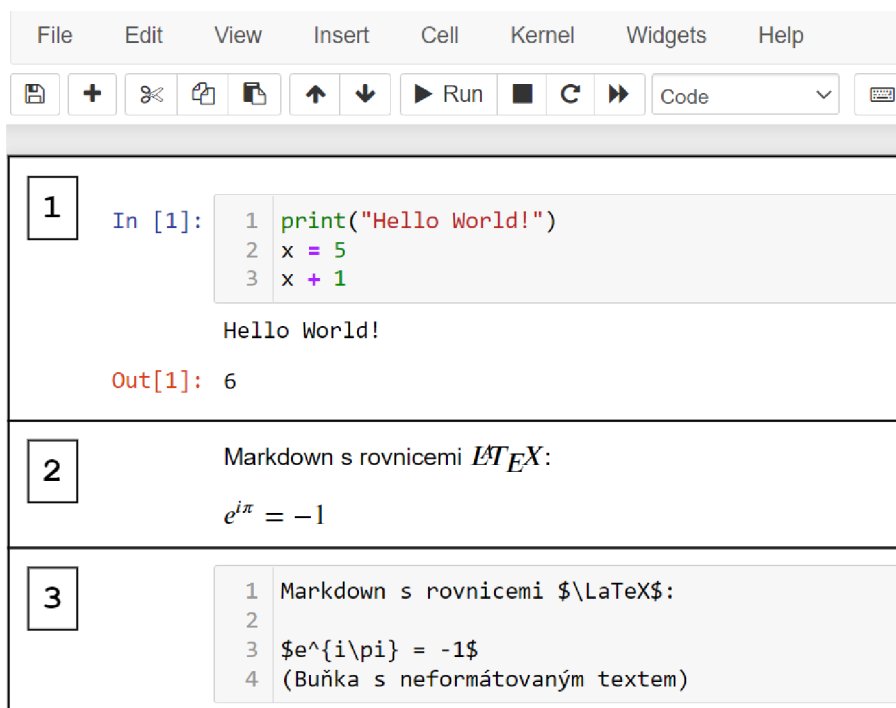 File Edit View Insert Cell Kernel Widgets Help
Run Code
1
In [1]: 1 print("Hello World!")
2 x = 5
3 x + 1
Hello World!
Out[1]: 6
2
Markdown s rovnicemi LATEX:
e^{iπ} = −1
3
1 Markdown s rovnicemi $\LaTeX$:
2
3 $e^{i\pi} = -1$
4 (Buňka s neformátovaným textem)